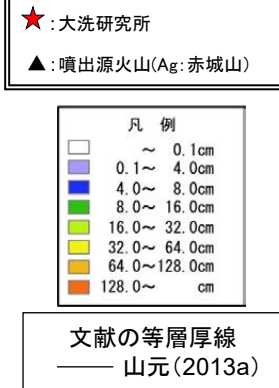 ★:大洗研究所
▲:噴出源火山(Ag:赤城山)
凡 例
～ 0.1cm
0.1～ 4.0cm
4.0～ 8.0cm
8.0～ 16.0cm
16.0～ 32.0cm
32.0～ 64.0cm
64.0～128.0cm
128.0～ cm
文献の等層厚線
―― 山元(2013a)